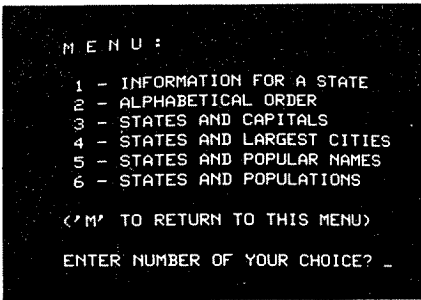 M E N U :
1 - INFORMATION FOR A STATE
2 - ALPHABETICAL ORDER
3 - STATES AND CAPITALS
4 - STATES AND LARGEST CITIES
5 - STATES AND POPULAR NAMES
6 - STATES AND POPULATIONS
('M' TO RETURN TO THIS MENU)
ENTER NUMBER OF YOUR CHOICE? _